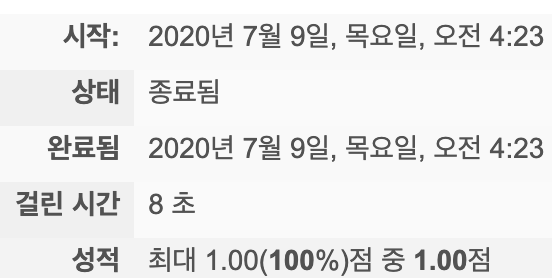 시작: 2020년 7월 9일, 목요일, 오전 4:23
상태 종료됨
완료됨 2020년 7월 9일, 목요일, 오전 4:23
걸린 시간 8 초
성적 최대 1.00(100%)점 중 1.00점